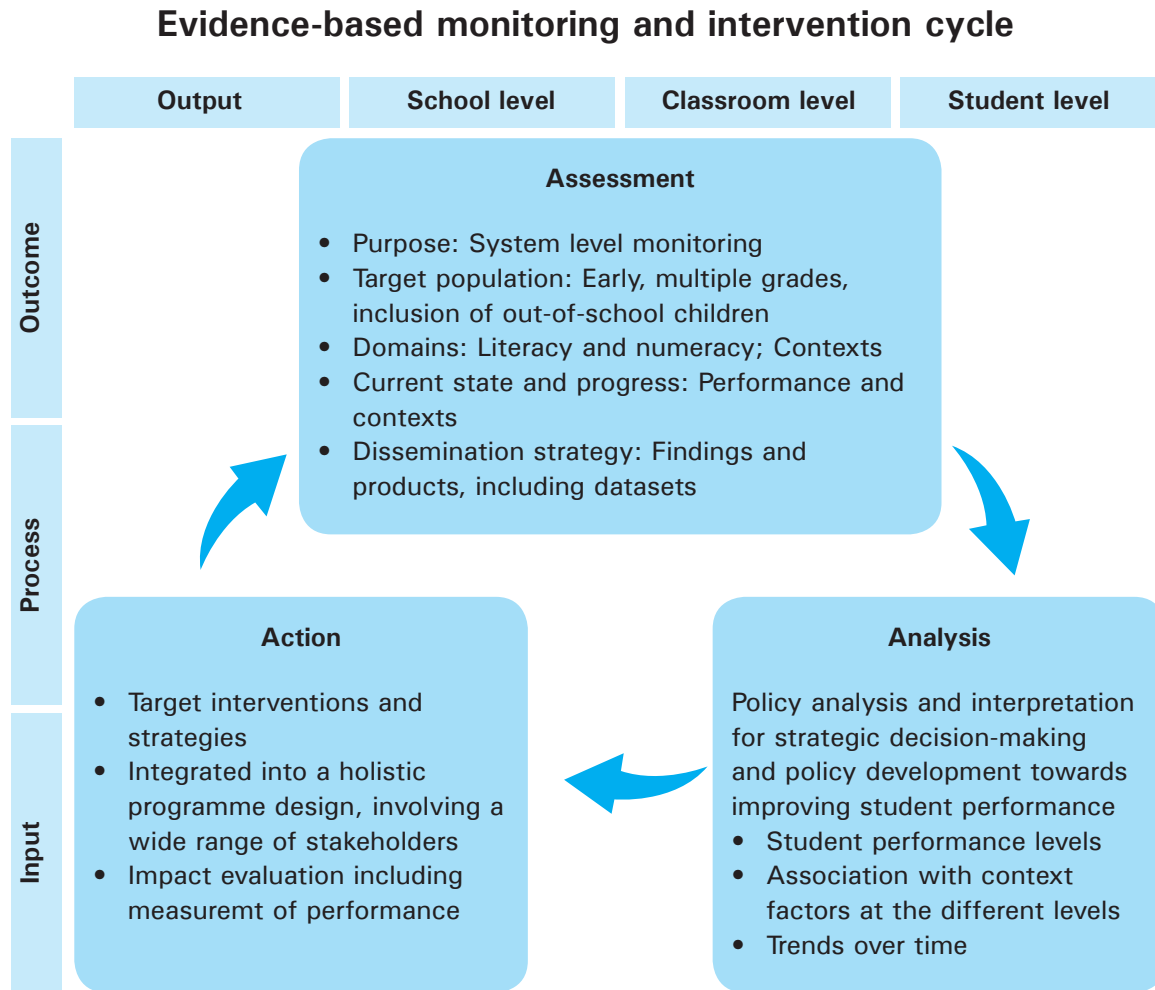 Evidence-based monitoring and intervention cycle
Output
School level
Classroom level
Student level
Outcome
Process
Input
Assessment
• Purpose: System level monitoring
• Target population: Early, multiple grades,
inclusion of out-of-school children
• Domains: Literacy and numeracy; Contexts
• Current state and progress: Performance and
contexts
• Dissemination strategy: Findings and
products, including datasets
Action
• Target interventions and
strategies
• Integrated into a holistic
programme design, involving a
wide range of stakeholders
• Impact evaluation including
measuremt of performance
Analysis
Policy analysis and interpretation
for strategic decision-making
and policy development towards
improving student performance
• Student performance levels
• Association with context
factors at the different levels
• Trends over time